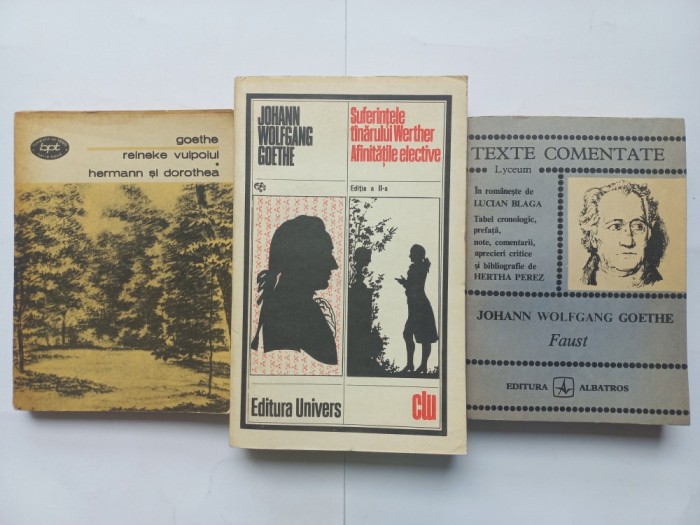 bpt
goethe
reineke vulpoiul
hermann și dorothea
JOHANN
WOLFGANG
GOETHE
Suferințele
tînărului Werther
Afinitățile elective
Ediția a II-a
Editura Univers
clu
TEXTE COMENTATE
Lyceum
În românește de
LUCIAN BLAGA
Tabel cronologic,
prefață,
note, comentarii,
aprecieri critice
și bibliografie de
HERTHA PEREZ
JOHANN WOLFGANG GOETHE
Faust
EDITURA ALBATROS